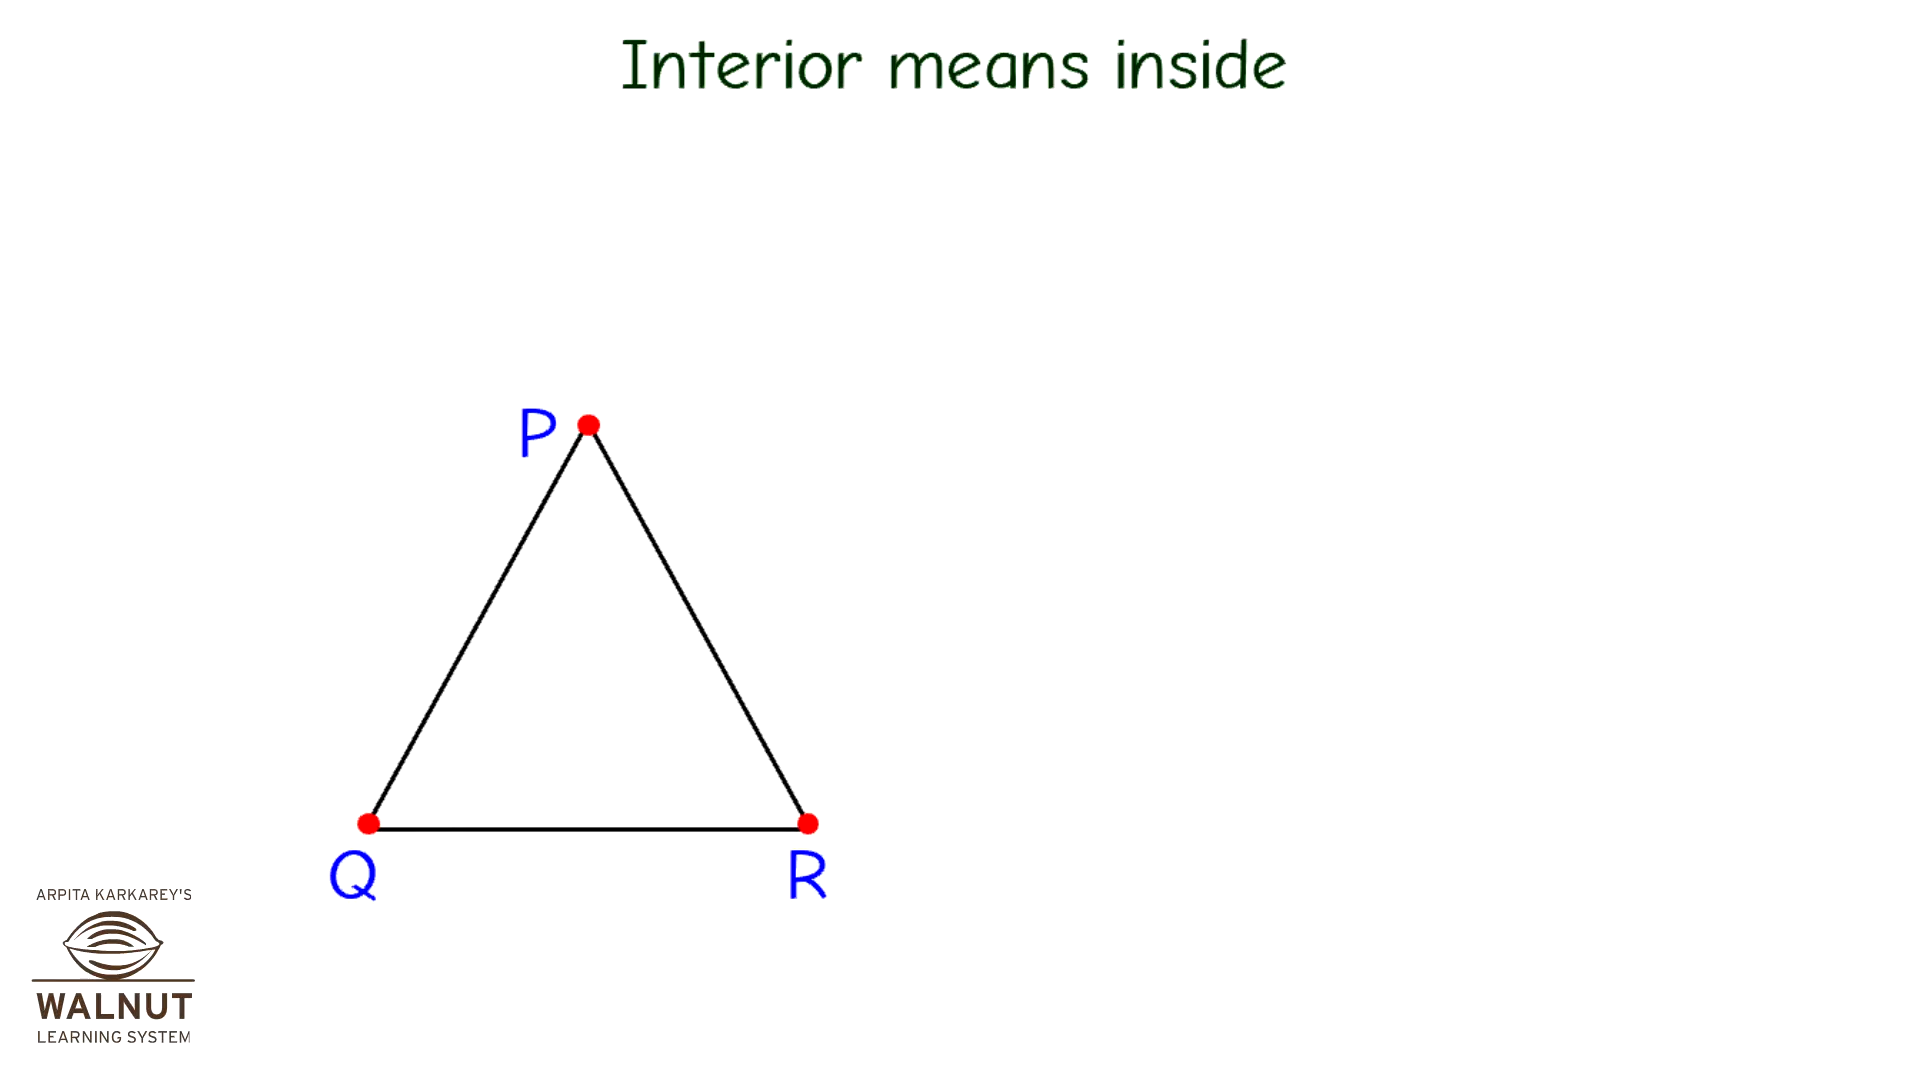 Interior means inside
P
Q
R
ARPITA KARKAREY'S
WALNUT
LEARNING SYSTEM